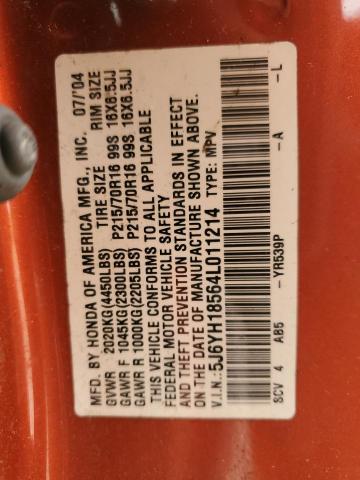 MFD. BY HONDA OF AMERICA MFG., INC. 07/'04
TIRE SIZE RIM SIZE
GVWR 2020KG(4450LBS)
GAWR F 1045KG(2300LBS) P215/70R16 99S 16X6.5JJ
GAWR R 1000KG(2205LBS) P215/70R16 99S 16X6.5JJ
THIS VEHICLE CONFORMS TO ALL APPLICABLE
FEDERAL MOTOR VEHICLE SAFETY
AND THEFT PREVENTION STANDARDS IN EFFECT
ON THE DATE OF MANUFACTURE SHOWN ABOVE.
V.I.N.: 5J6YH18564L011214 TYPE: MPV
SCV 4 AB5 - YR539P -A -L